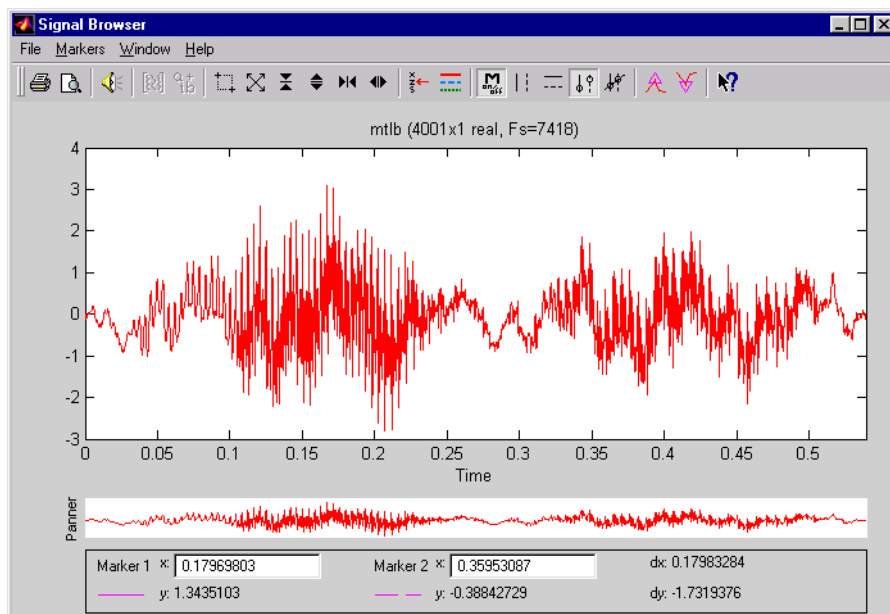 Signal Browser
File Markers Window Help
M on/off
mtlb (4001x1 real, Fs=7418)
4
3
2
1
0
-1
-2
-3
0 0.05 0.1 0.15 0.2 0.25 0.3 0.35 0.4 0.45 0.5
Time
Panner
Marker 1 x: 0.17969803 Marker 2 x: 0.35953087 dx: 0.17983284
y: 1.3435103 y: -0.38842729 dy: -1.7319376